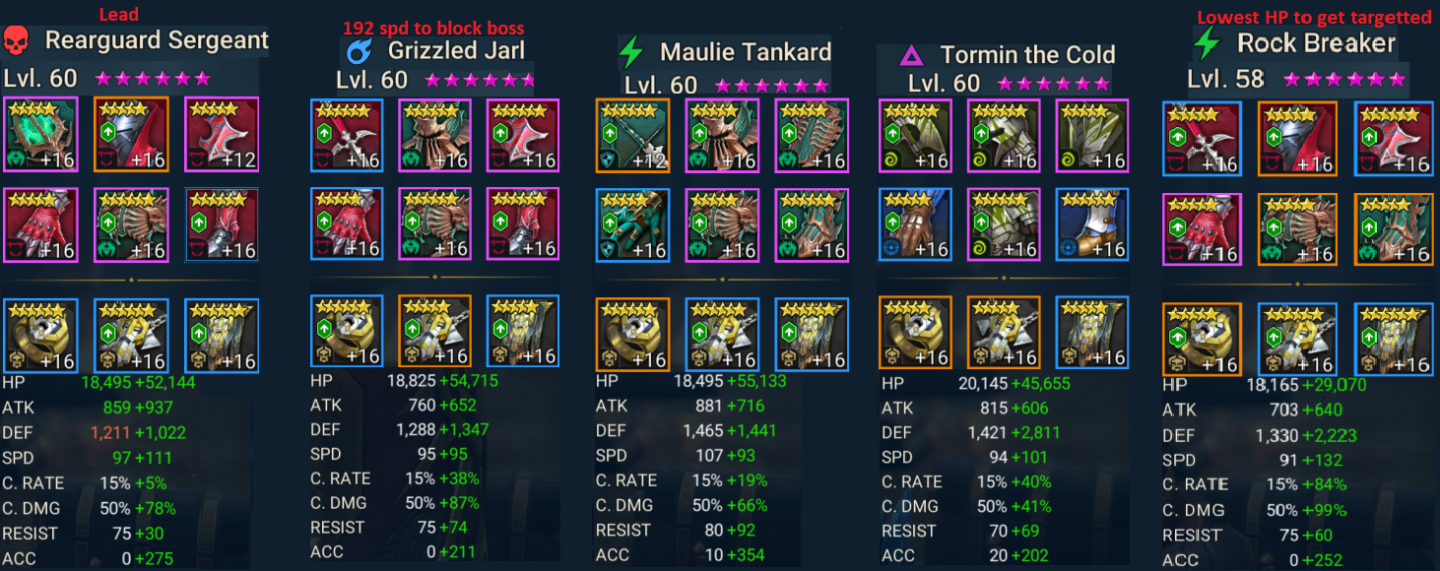 Lead
Rearguard Sergeant
Lvl. 60
+16 +16 +12
+16 +16 +16
+16 +16 +16
HP 18,495 +52,144
ATK 859 +937
DEF 1,211 +1,022
SPD 97 +111
C. RATE 15% +5%
C. DMG 50% +78%
RESIST 75 +30
ACC 0 +275
192 spd to block boss
Grizzled Jarl
Lvl. 60
+16 +16 +16
+16 +16 +16
+16 +16 +16
HP 18,825 +54,715
ATK 760 +652
DEF 1,288 +1,347
SPD 95 +95
C. RATE 15% +38%
C. DMG 50% +87%
RESIST 75 +74
ACC 0 +211
Maulie Tankard
Lvl. 60
+12 +16 +16
+16 +16 +16
+16 +16 +16
HP 18,495 +55,133
ATK 881 +716
DEF 1,465 +1,441
SPD 107 +93
C. RATE 15% +19%
C. DMG 50% +66%
RESIST 80 +92
ACC 10 +354
Tormin the Cold
Lvl. 60
+16 +16 +16
+16 +16 +16
+16 +16 +16
HP 20,145 +45,655
ATK 815 +606
DEF 1,421 +2,811
SPD 94 +101
C. RATE 15% +40%
C. DMG 50% +41%
RESIST 70 +69
ACC 20 +202
Lowest HP to get targetted
Rock Breaker
Lvl. 58
+16 +16 +16
+16 +16 +16
+16 +16 +16
HP 18,165 +29,070
ATK 703 +640
DEF 1,330 +2,223
SPD 91 +132
C. RATE 15% +84%
C. DMG 50% +99%
RESIST 75 +60
ACC 0 +252